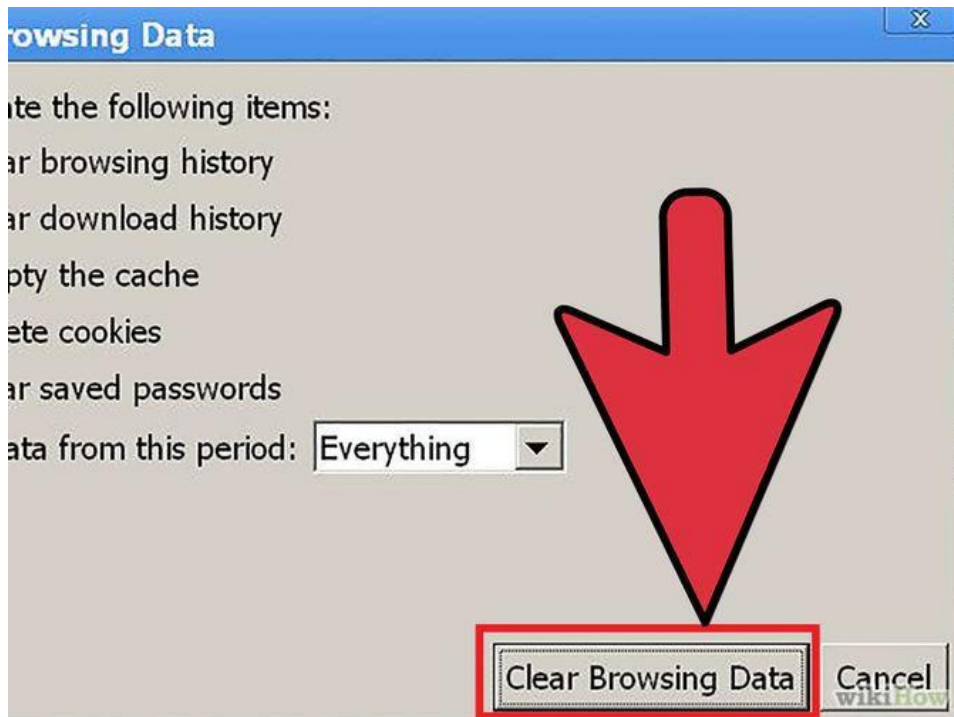 rowsing Data
ate the following items:
ar browsing history
ar download history
pty the cache
ete cookies
ar saved passwords
ata from this period: Everything
Clear Browsing Data Cancel
wikiHow